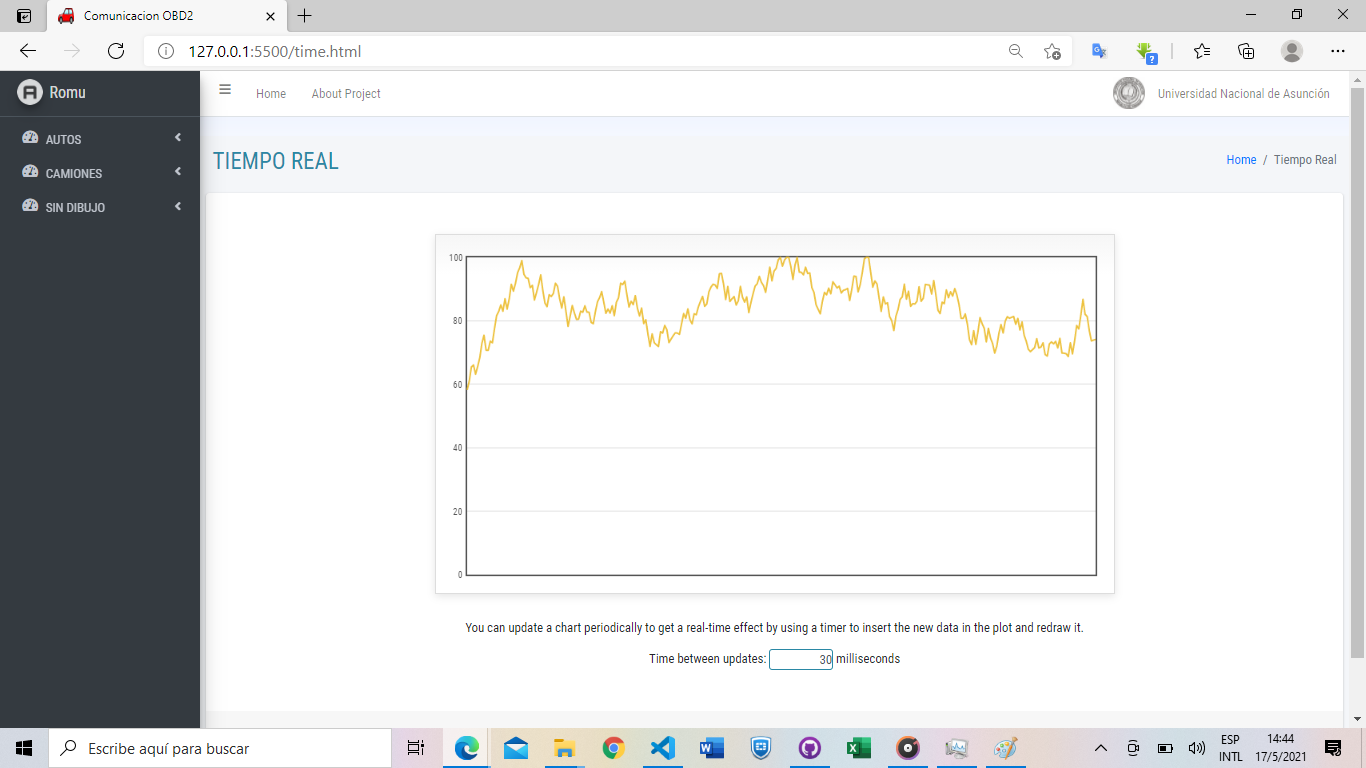 Comunicacion OBD2
127.0.0.1:5500/time.html
Romu
Home About Project Universidad Nacional de Asunción
AUTOS
CAMIONES
SIN DIBUJO
TIEMPO REAL
Home / Tiempo Real
100
80
60
40
20
0
You can update a chart periodically to get a real-time effect by using a timer to insert the new data in the plot and redraw it.
Time between updates: 30 milliseconds
Escribe aquí para buscar
ESP
INTL
14:44
17/5/2021